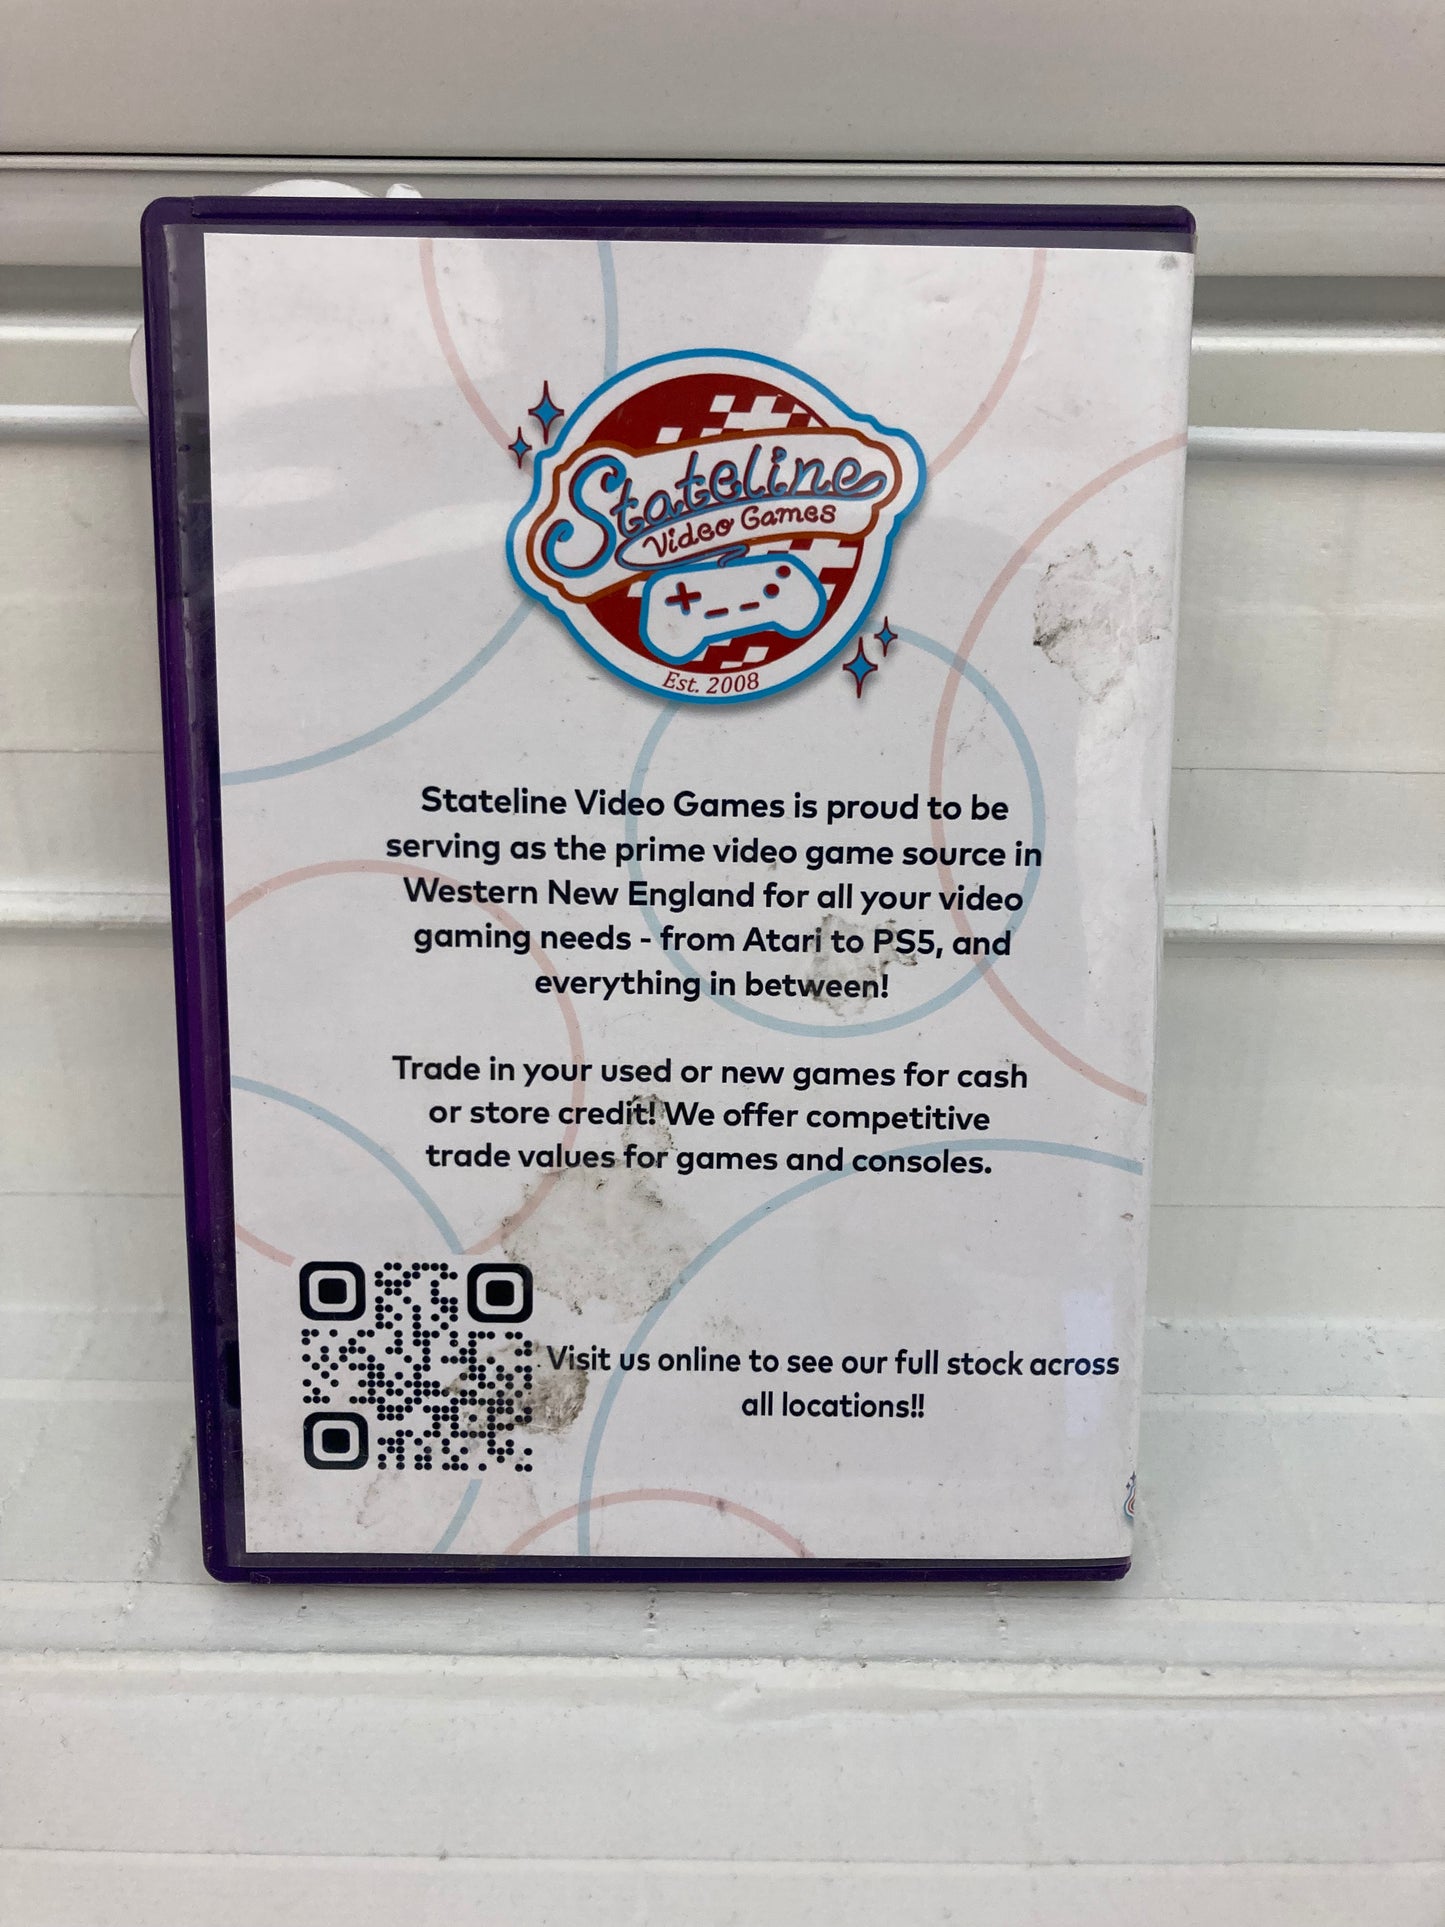 Stateline
Video Games
Est. 2008
Stateline Video Games is proud to be
serving as the prime video game source in
Western New England for all your video
gaming needs - from Atari to PS5, and
everything in between!
Trade in your used or new games for cash
or store credit! We offer competitive
trade values for games and consoles.
Visit us online to see our full stock across
all locations!!